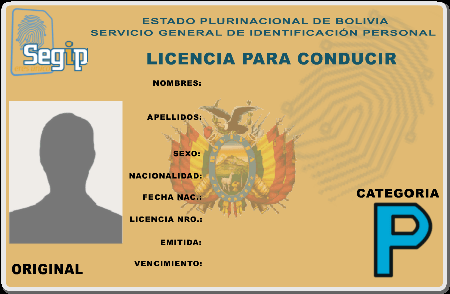 Segip
ESTADO PLURINACIONAL DE BOLIVIA
SERVICIO GENERAL DE IDENTIFICACIÓN PERSONAL
LICENCIA PARA CONDUCIR
NOMBRES:
APELLIDOS:
SEXO:
NACIONALIDAD:
FECHA NAC.:
LICENCIA NRO.:
EMITIDA:
VENCIMIENTO:
ORIGINAL
CATEGORIA
P